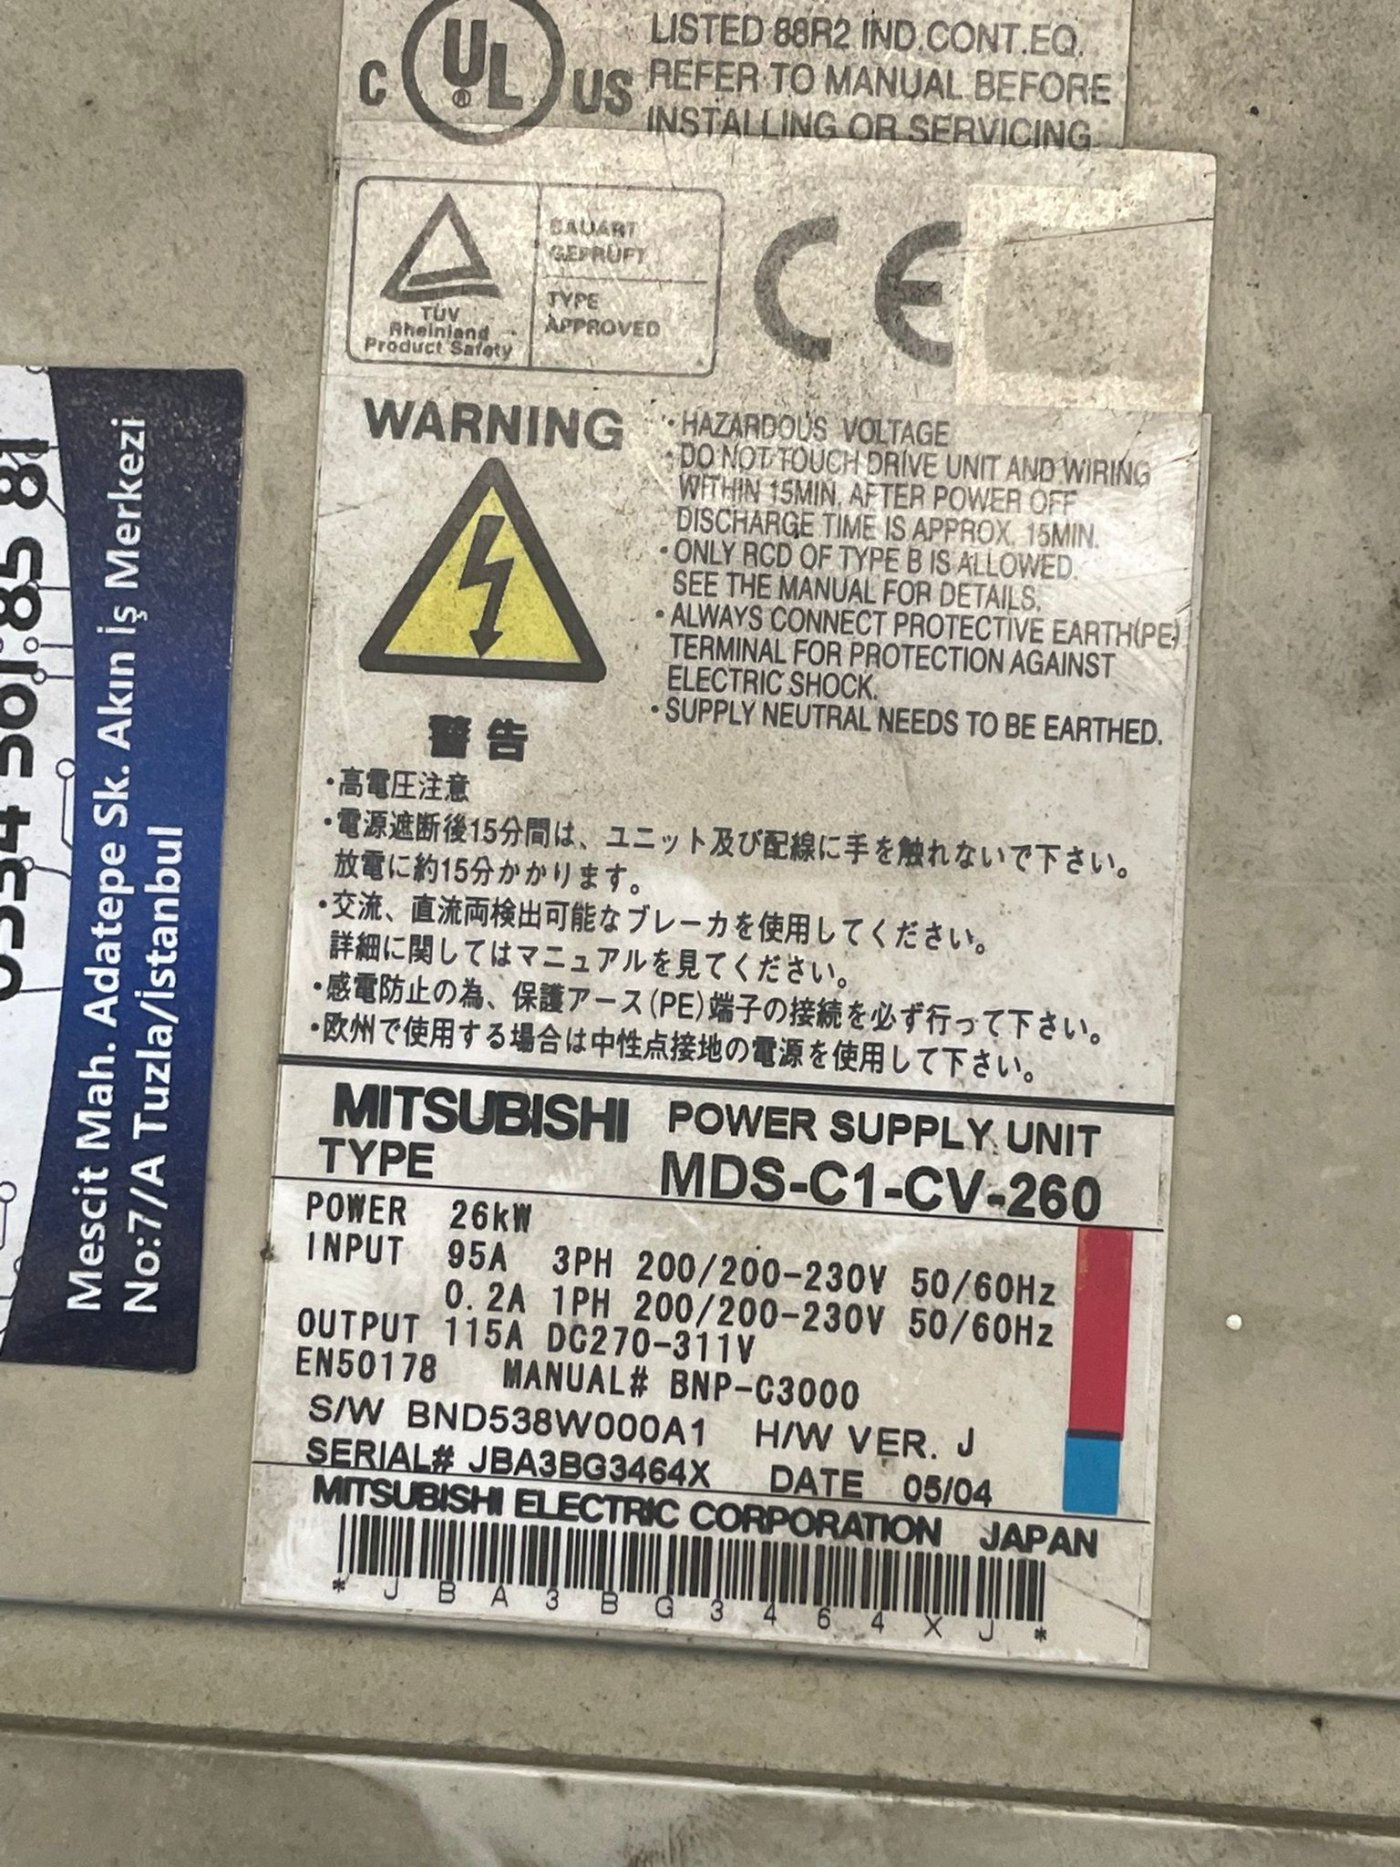 C UL® US
LISTED 88R2 IND.CONT.EQ.
REFER TO MANUAL BEFORE
INSTALLING OR SERVICING.
TÜV
Rheinland
Product Safety
BAUART
GEPRÜFT
TYPE
APPROVED
CE
WARNING
・HAZARDOUS VOLTAGE
・DO NOT TOUCH DRIVE UNIT AND WIRING
WITHIN 15MIN. AFTER POWER OFF
DISCHARGE TIME IS APPROX. 15MIN.
・ONLY RCD OF TYPE B IS ALLOWED.
SEE THE MANUAL FOR DETAILS.
・ALWAYS CONNECT PROTECTIVE EARTH(PE)
TERMINAL FOR PROTECTION AGAINST
ELECTRIC SHOCK.
・SUPPLY NEUTRAL NEEDS TO BE EARTHED.
警告
・高電圧注意
・電源遮断後15分間は、ユニット及び配線に手を触れないで下さい。
放電に約15分かかります。
・交流、直流両検出可能なブレーカを使用してください。
詳細に関してはマニュアルを見てください。
・感電防止の為、保護アース(PE)端子の接続を必ず行って下さい。
・欧州で使用する場合は中性点接地の電源を使用して下さい。
MITSUBISHI POWER SUPPLY UNIT
TYPE MDS-C1-CV-260
POWER 26kW
INPUT 95A 3PH 200/200-230V 50/60Hz
0.2A 1PH 200/200-230V 50/60Hz
OUTPUT 115A DC270-311V
EN50178 MANUAL# BNP-C3000
S/W BND538W000A1 H/W VER. J
SERIAL# JBA3BG3464X DATE 05/04
MITSUBISHI ELECTRIC CORPORATION JAPAN
*JBA3BG3464XJ*
Mescit Mah. Adatepe Sk. Akın İş Merkezi
No:7/A Tuzla/istanbul